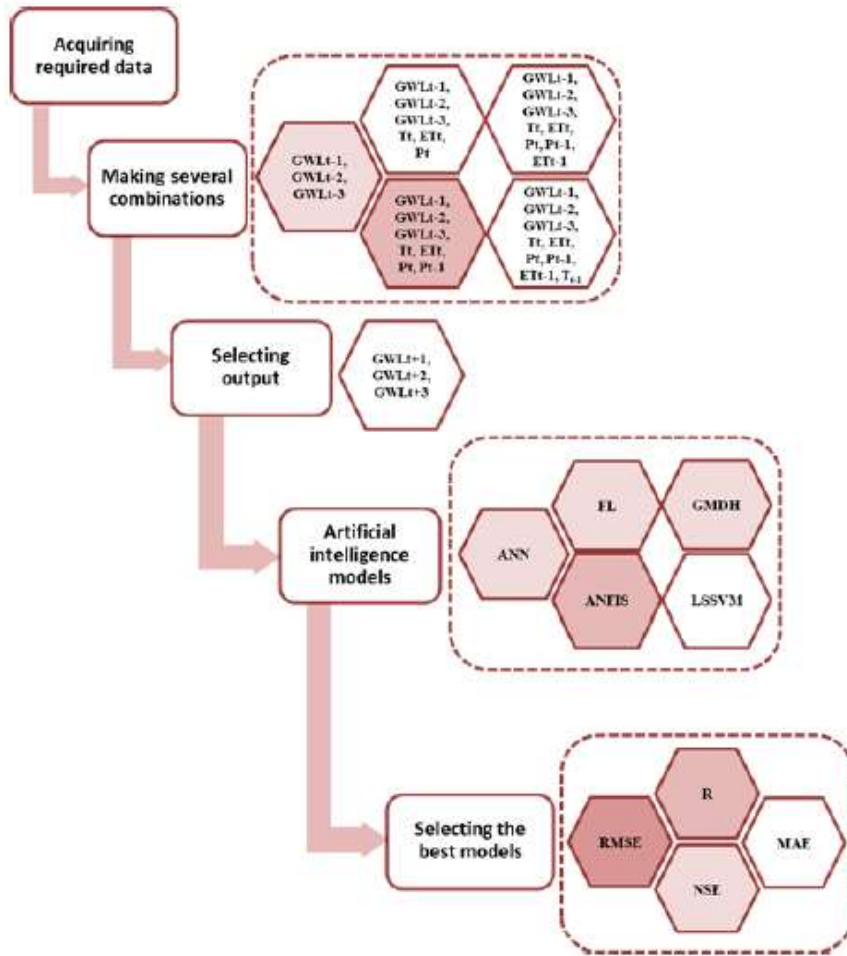 Acquiring
required data
Making several
combinations
GWLt-1,
GWLt-2,
GWLt-3
GWLt-1,
GWLt-2,
GWLt-3,
Tt, ETt,
Pt
GWLt-1,
GWLt-2,
GWLt-3,
Tt, ETt,
Pt, Pt-1,
ETt-1
GWLt-1,
GWLt-2,
GWLt-3,
Tt, ETt,
Pt, Pt-1
GWLt-1,
GWLt-2,
GWLt-3,
Tt, ETt,
Pt, Pt-1,
ETt-1, Tt-1
Selecting
output
GWLt+1,
GWLt+2,
GWLt+3
Artificial
intelligence
models
ANN
FL
GMDH
ANFIS
LSSVM
Selecting the
best models
RMSE
R
NSE
MAE